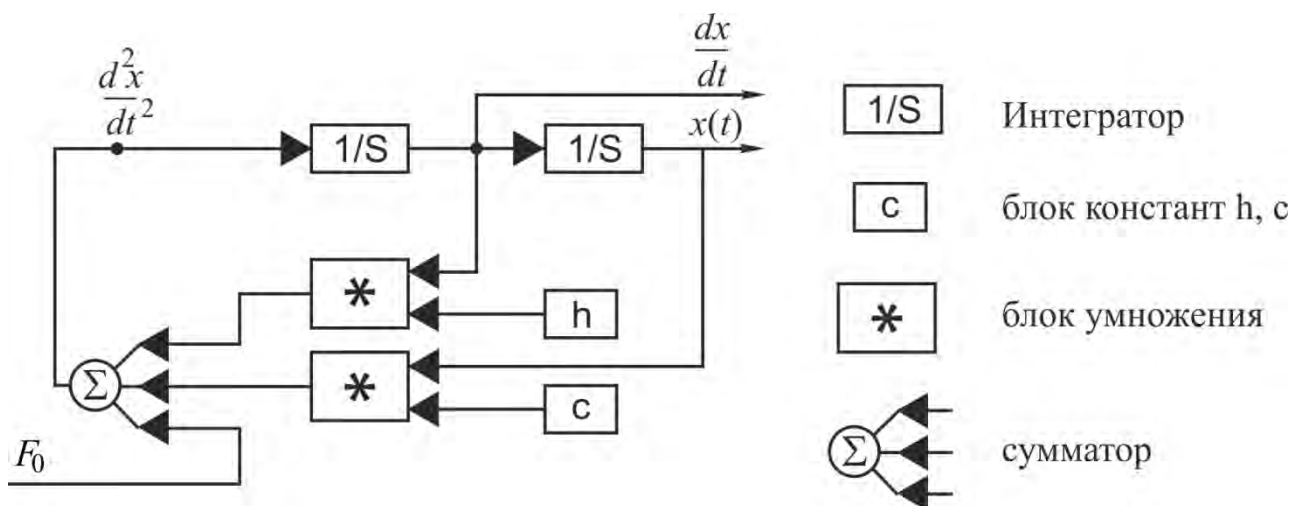 d²x/dt²
dx/dt
x(t)
1/S
1/S
*
h
*
c
Σ
F₀
1/S Интегратор
c блок констант h, c
* блок умножения
Σ сумматор